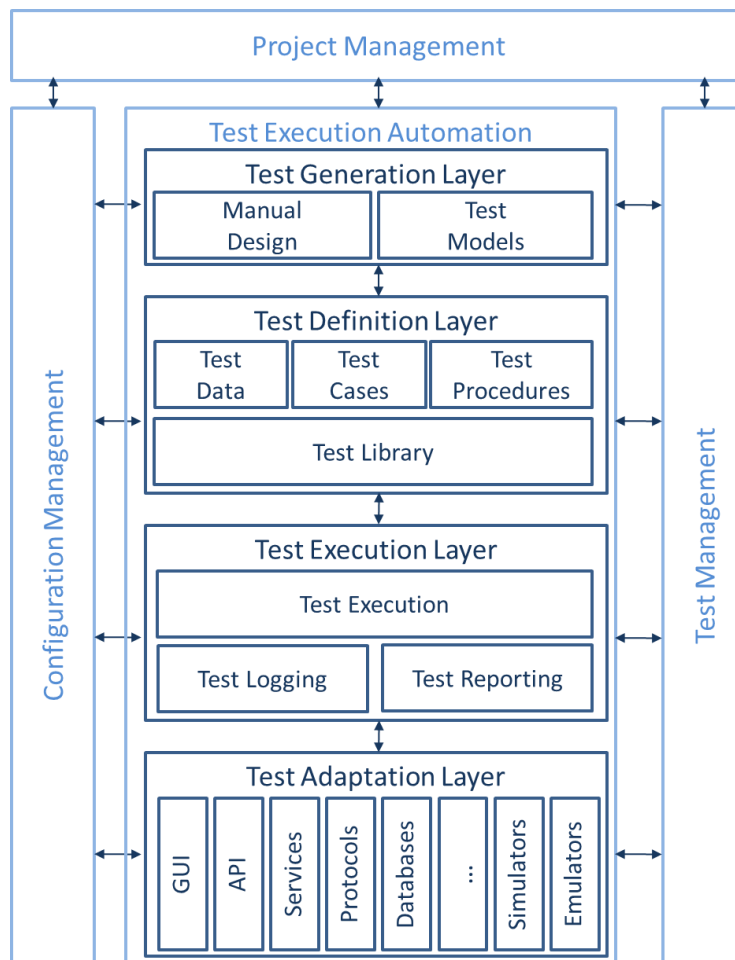 Project Management
Configuration Management
Test Execution Automation
Test Generation Layer
Manual
Design
Test
Models
Test Definition Layer
Test
Data
Test
Cases
Test
Procedures
Test Library
Test Execution Layer
Test Execution
Test Logging
Test Reporting
Test Adaptation Layer
GUI
API
Services
Protocols
Databases
...
Simulators
Emulators
Test Management